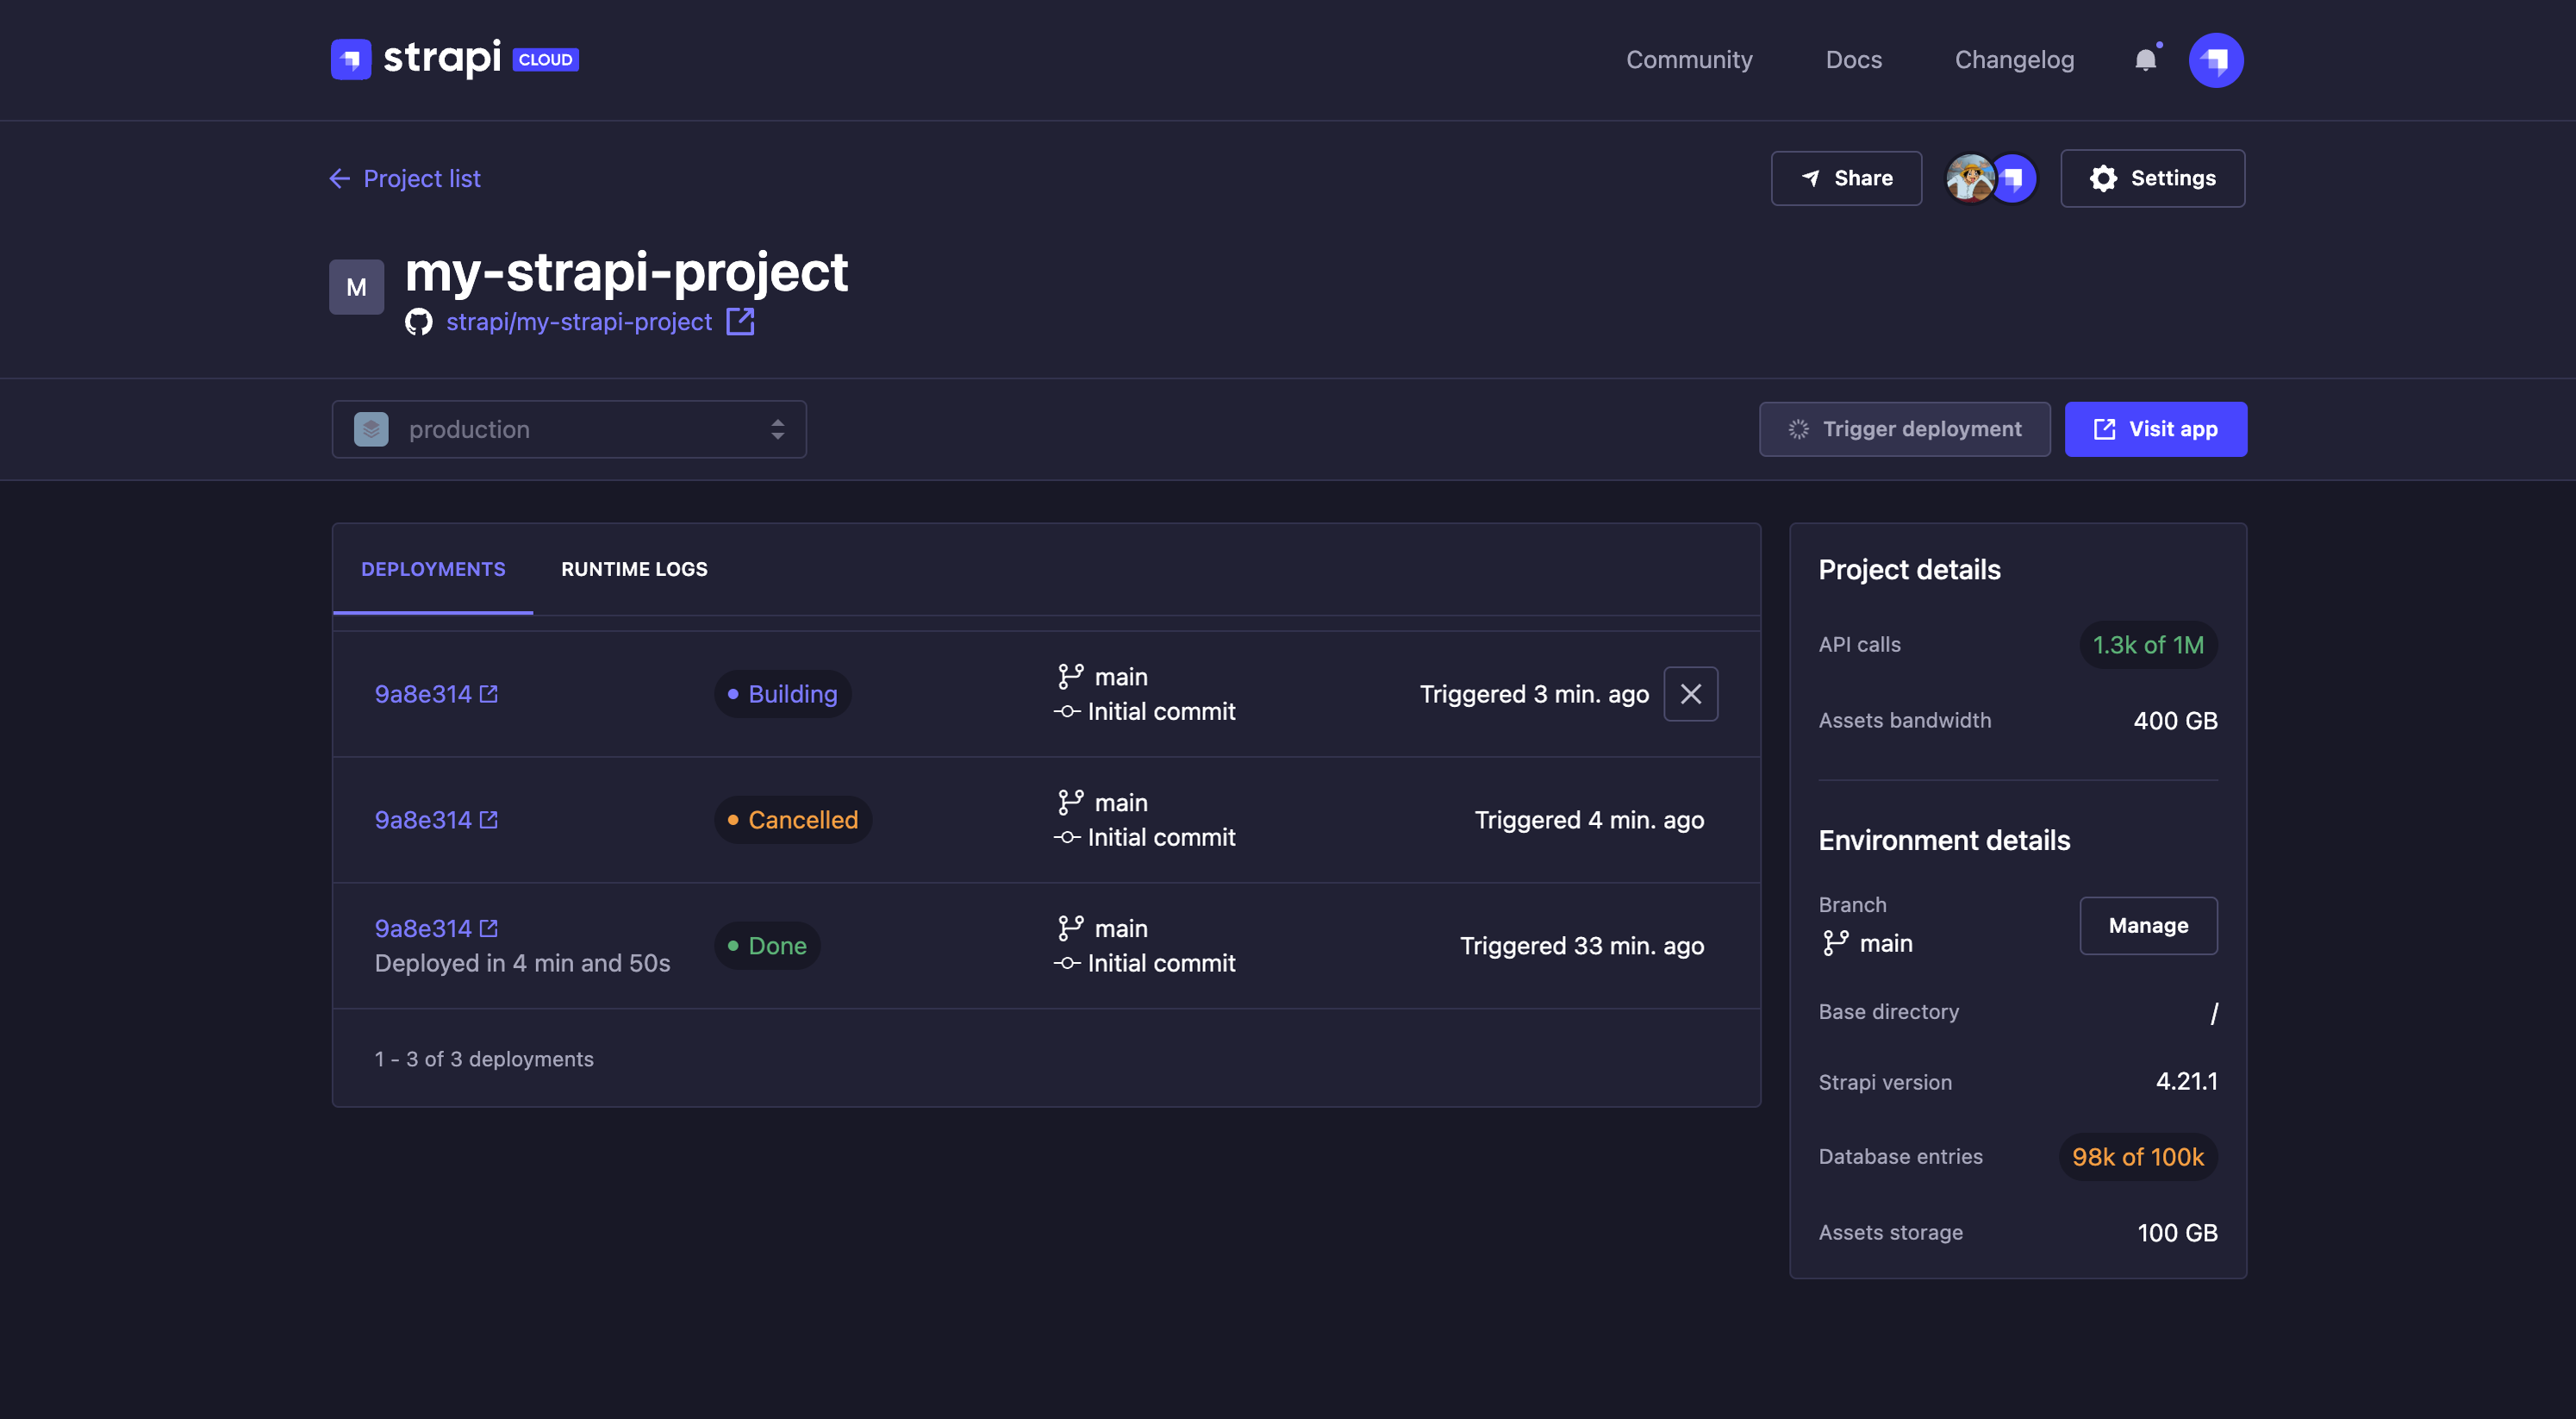 strapi CLOUD
Community Docs Changelog
Project list
Share
Settings
M
my-strapi-project
strapi/my-strapi-project
production
Trigger deployment
Visit app
DEPLOYMENTS RUNTIME LOGS
9a8e314
Building
main
Initial commit
Triggered 3 min. ago
9a8e314
Cancelled
main
Initial commit
Triggered 4 min. ago
9a8e314
Deployed in 4 min and 50s
Done
main
Initial commit
Triggered 33 min. ago
1 - 3 of 3 deployments
Project details
API calls 1.3k of 1M
Assets bandwidth 400 GB
Environment details
Branch
main
Manage
Base directory /
Strapi version 4.21.1
Database entries 98k of 100k
Assets storage 100 GB